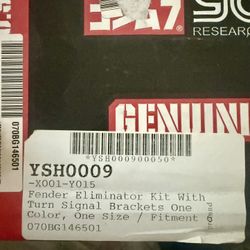 RESEAR
070BG146501
GENUIN
*YSH000900050*
YSH0009
-X001-Y015
Fender Eliminator Kit With
Turn Signal Brackets One
Color, One Size / Fitment
070BG146501